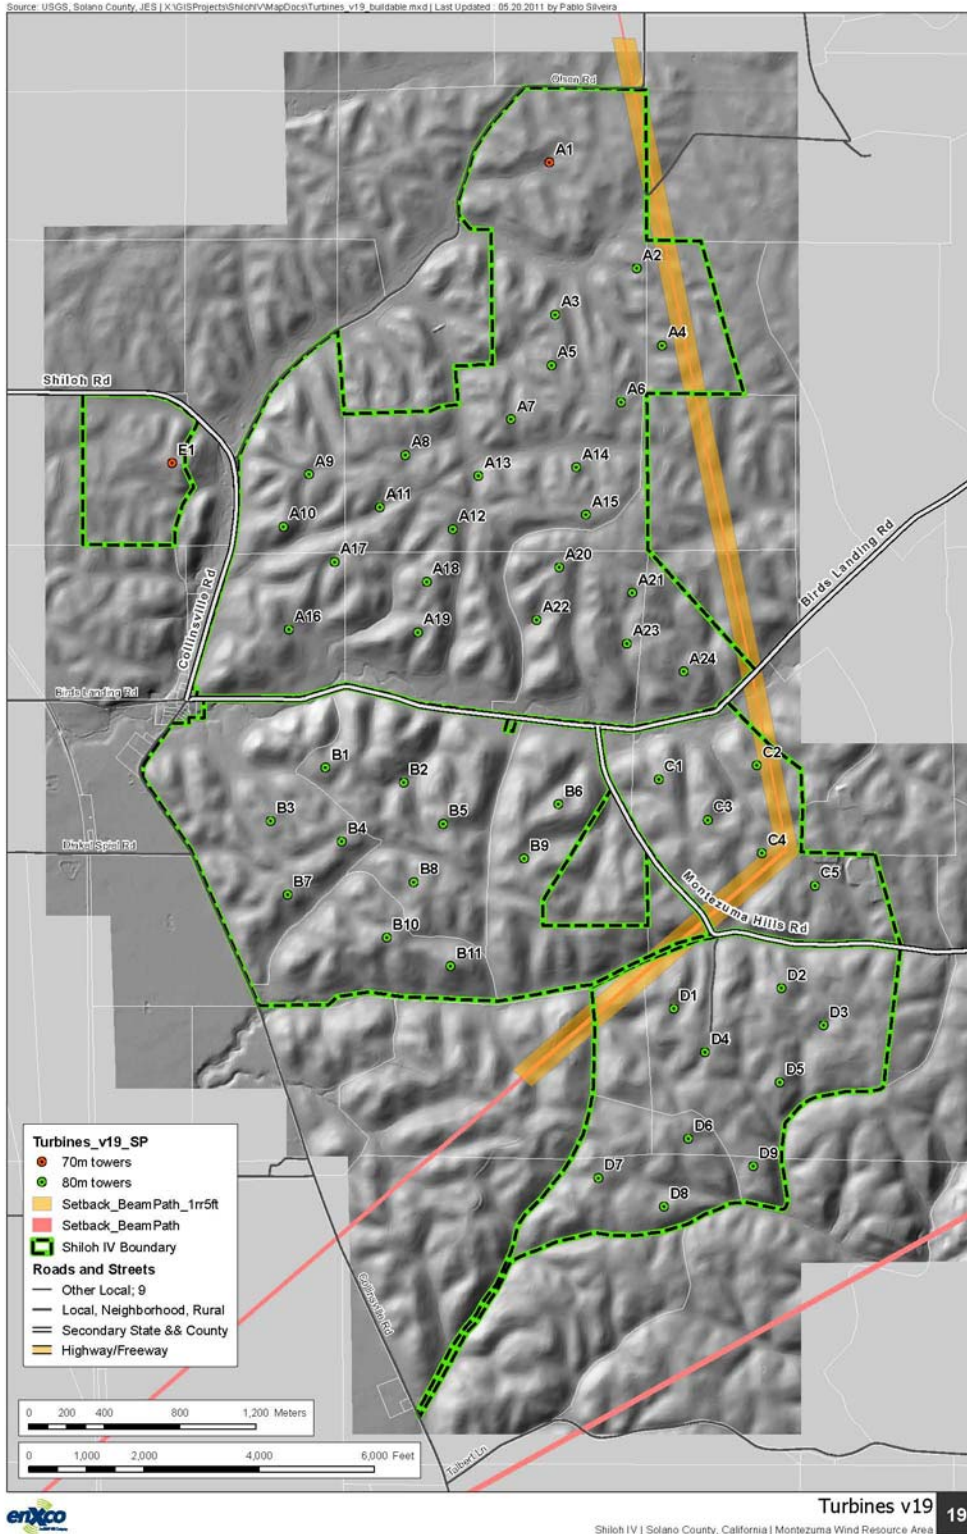 Source: USGS, Solano County, JES | X:\GISProjects\ShilohIV\MapDocs\Turbines_v19_buildable.mxd | Last Updated : 05.20.2011 by Pablo Silveira
Olsen Rd
A1
A2
A3
A4
A5
A6
A7
Shiloh Rd
E1
A8
A9
A13
A14
A11
A10
A12
A15
Birds Landing Rd
A17
A18
A20
A21
Collinsville Rd
A16
A19
A22
A23
A24
Birds Landing Rd
B1
B2
C1
C2
B3
B5
B6
C3
B4
Dinkel Spiel Rd
B9
C4
B7
B8
C5
Montezuma Hills Rd
B10
B11
D2
D1
D3
D4
D5
D6
D7
D9
D8
Turbines_v19_SP
70m towers
80m towers
Setback_BeamPath_1rr5ft
Setback_BeamPath
Shiloh IV Boundary
Roads and Streets
Other Local; 9
Local, Neighborhood, Rural
Secondary State && County
Highway/Freeway
Collinsville Rd
0 200 400 800 1,200 Meters
0 1,000 2,000 4,000 6,000 Feet
Talbert Ln
enXco
Turbines v19
19
Shiloh IV | Solano County, California | Montezuma Wind Resource Area